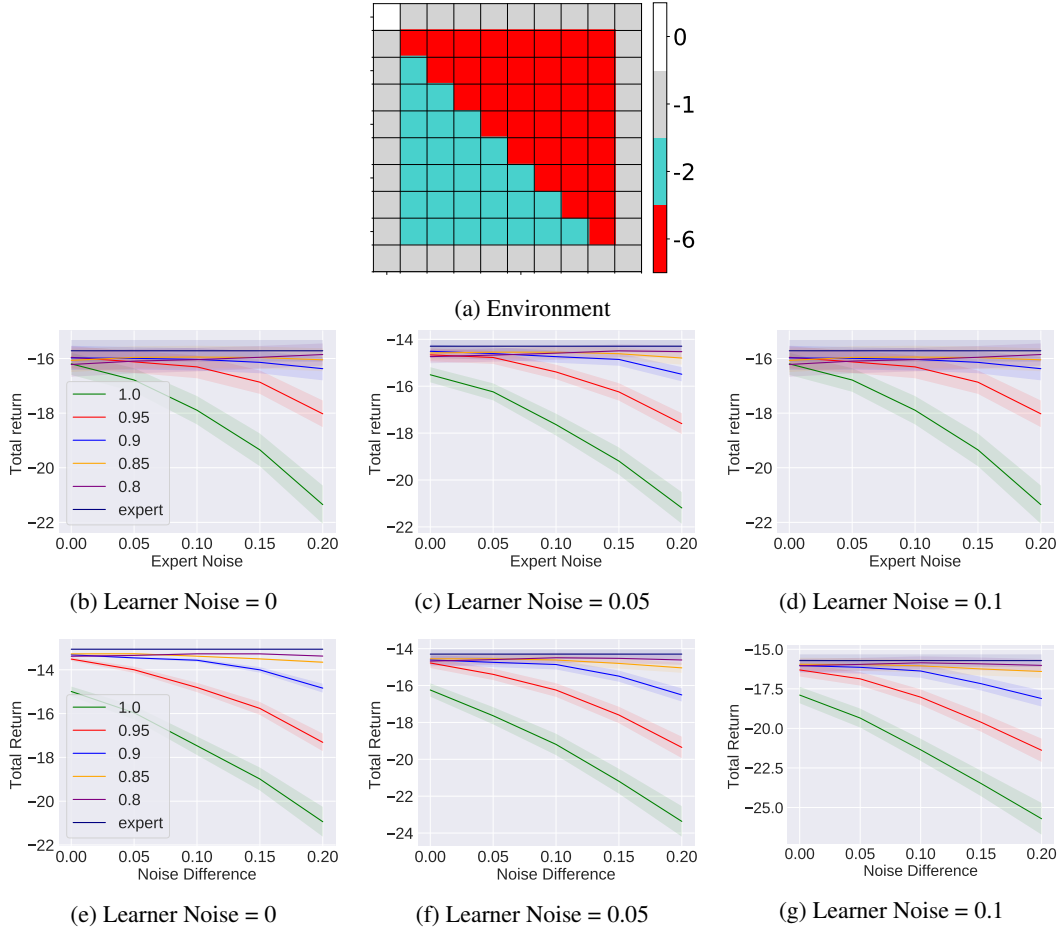 0
-1
-2
-6
(a) Environment
−16
−18
−20
−22
Total return
1.0
0.95
0.9
0.85
0.8
expert
0.00 0.05 0.10 0.15 0.20
Expert Noise
(b) Learner Noise = 0
−14
−16
−18
−20
−22
Total Return
0.00 0.05 0.10 0.15 0.20
Expert Noise
(c) Learner Noise = 0.05
−16
−18
−20
−22
Total return
0.00 0.05 0.10 0.15 0.20
Expert Noise
(d) Learner Noise = 0.1
−14
−16
−18
−20
−22
Total Return
1.0
0.95
0.9
0.85
0.8
expert
0.00 0.05 0.10 0.15 0.20
Noise Difference
(e) Learner Noise = 0
−14
−16
−18
−20
−22
−24
Total Return
0.00 0.05 0.10 0.15 0.20
Noise Difference
(f) Learner Noise = 0.05
−15.0
−17.5
−20.0
−22.5
−25.0
Total Return
0.00 0.05 0.10 0.15 0.20
Noise Difference
(g) Learner Noise = 0.1